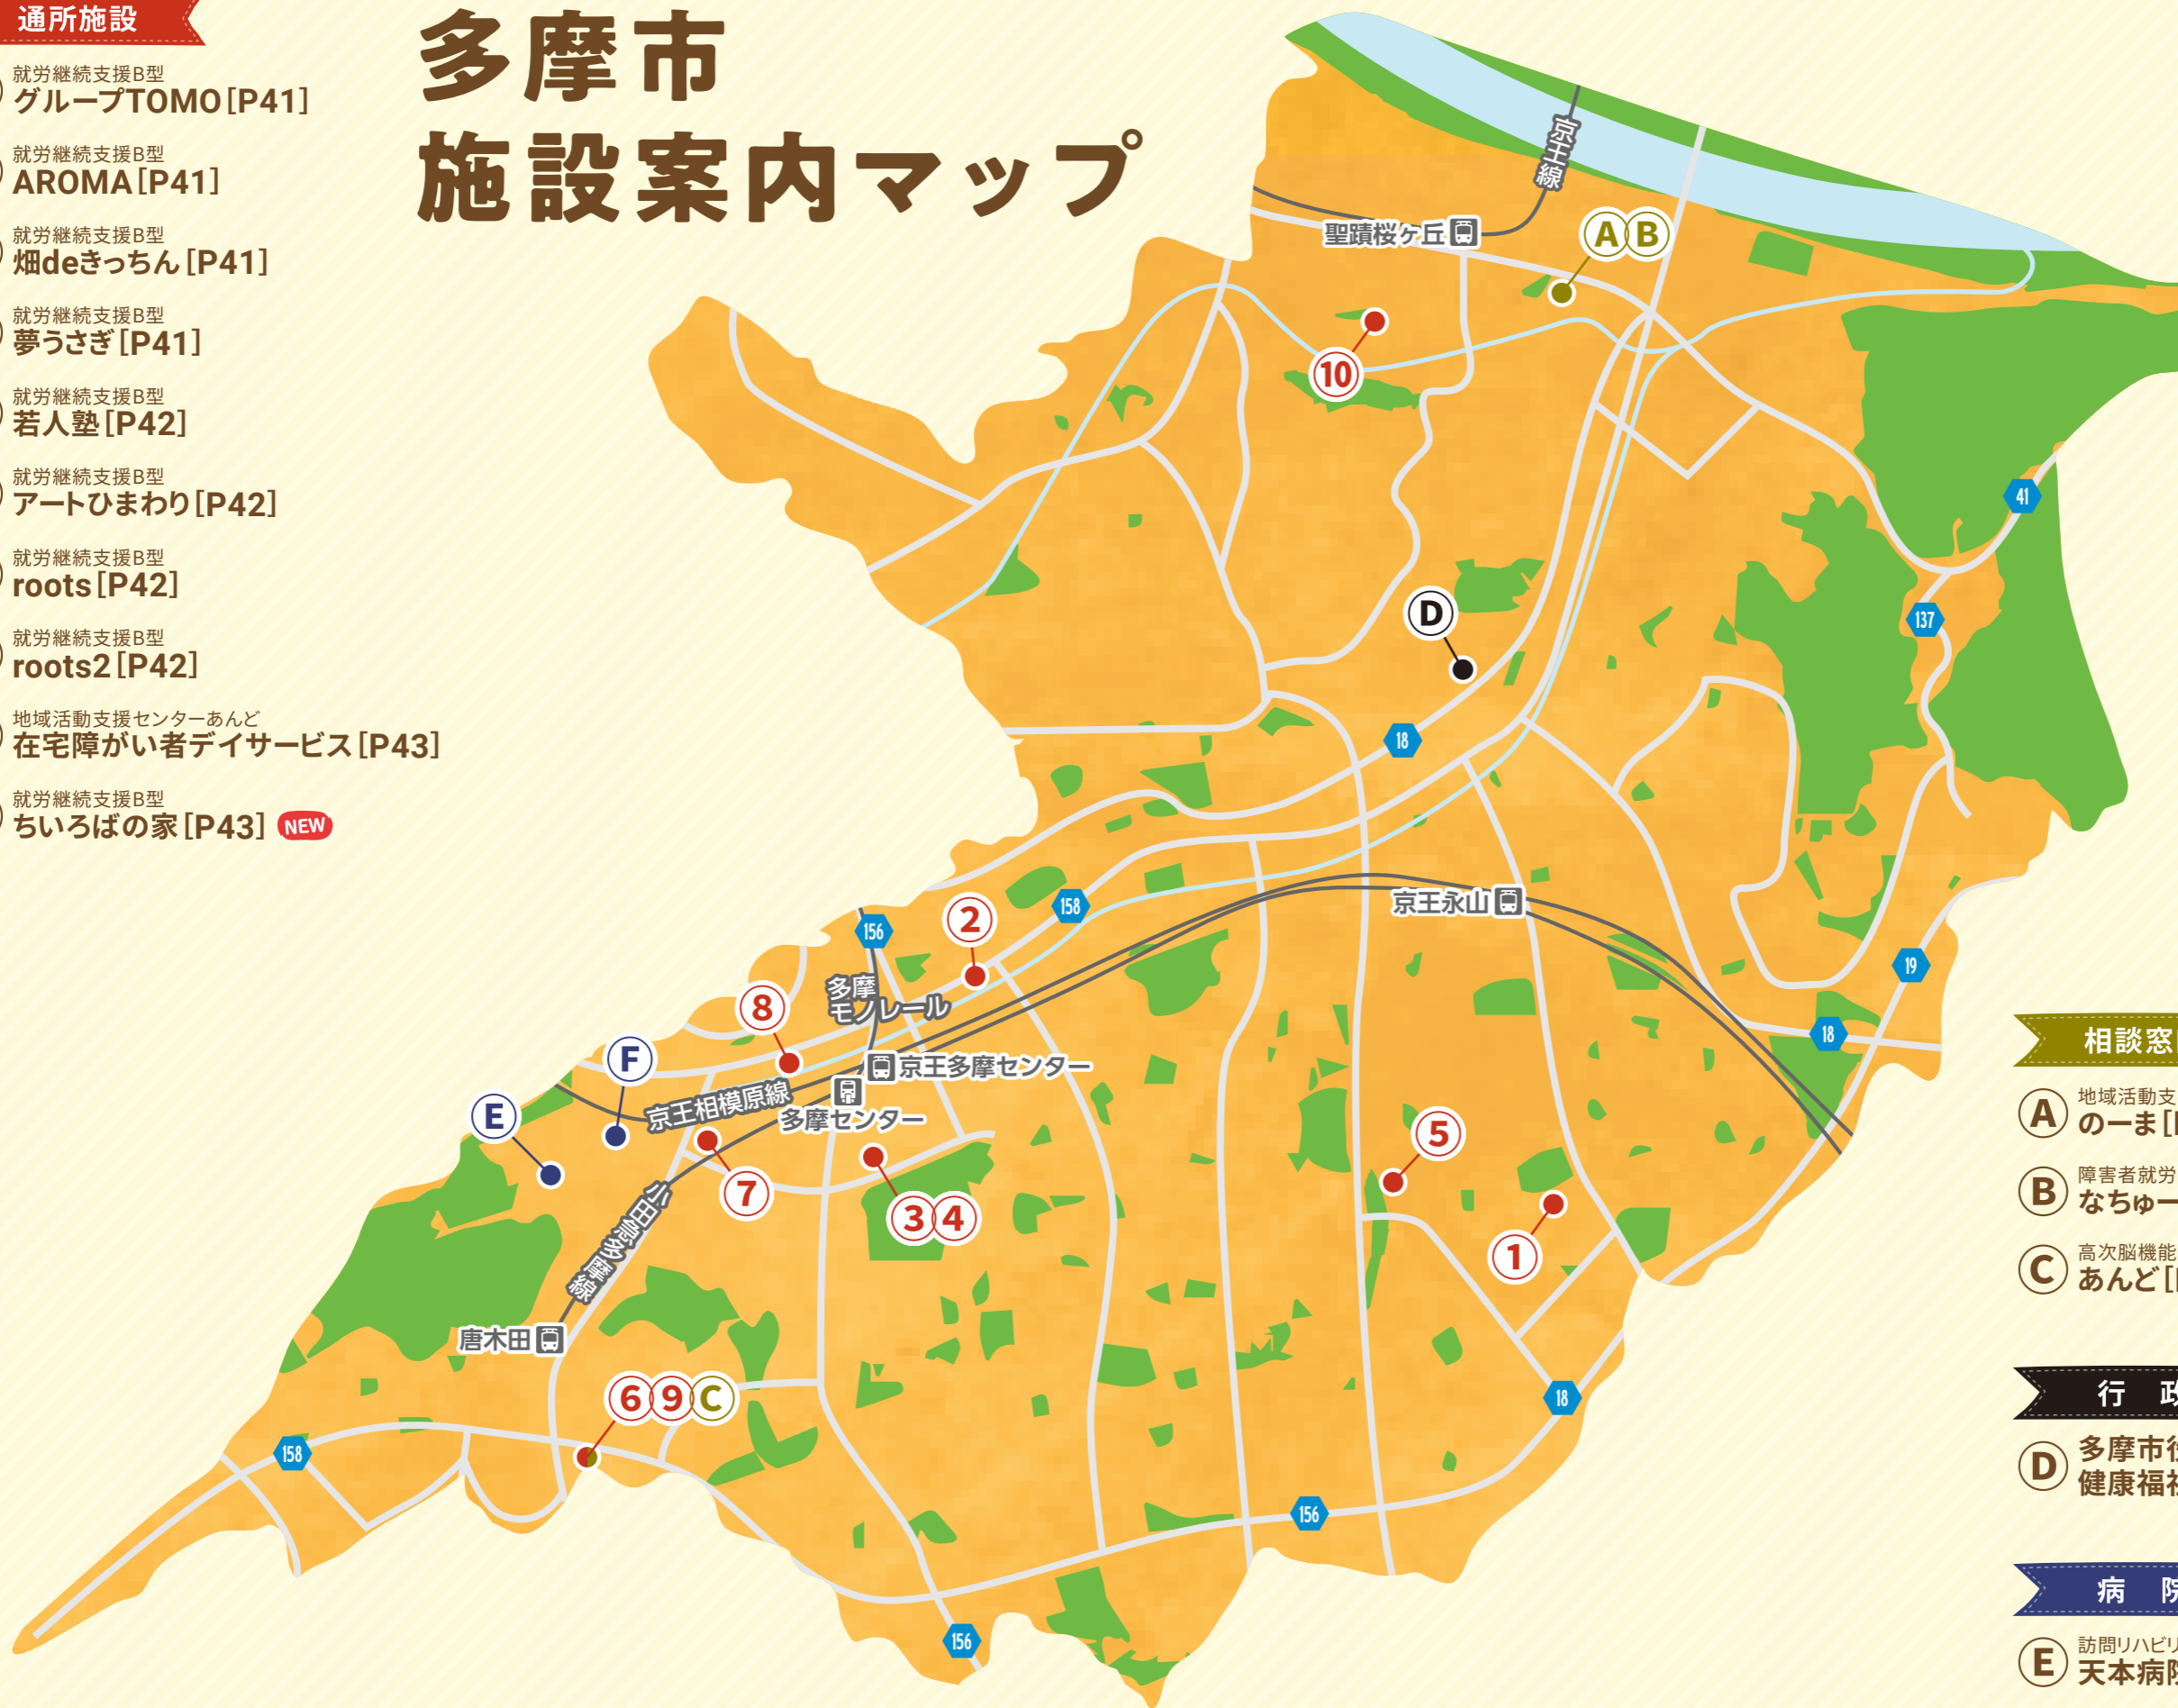 通所施設
多摩市
施設案内マップ
就労継続支援B型
グループTOMO[P41]
就労継続支援B型
AROMA[P41]
就労継続支援B型
畑deきっちん[P41]
就労継続支援B型
夢うさぎ[P41]
就労継続支援B型
若人塾[P42]
就労継続支援B型
アートひまわり[P42]
就労継続支援B型
roots[P42]
就労継続支援B型
roots2[P42]
地域活動支援センターあんど
在宅障がい者デイサービス[P43]
就労継続支援B型
ちいろばの家[P43] NEW
京王線
聖蹟桜ヶ丘
A B
10
41
137
D
18
京王永山
158
2
156
19
18
多摩
モノレール
8
F
京王多摩センター
京王相模原線
多摩センター
E
5
7
3 4
1
小田急多摩線
唐木田
6 9 C
18
158
156
156
相談窓
A
地域活動支
のーま[
B
障害者就労
なちゅー
C
高次脳機能
あんど[
行
D
多摩市
健康福
病
E
訪問リハビリ
天本病